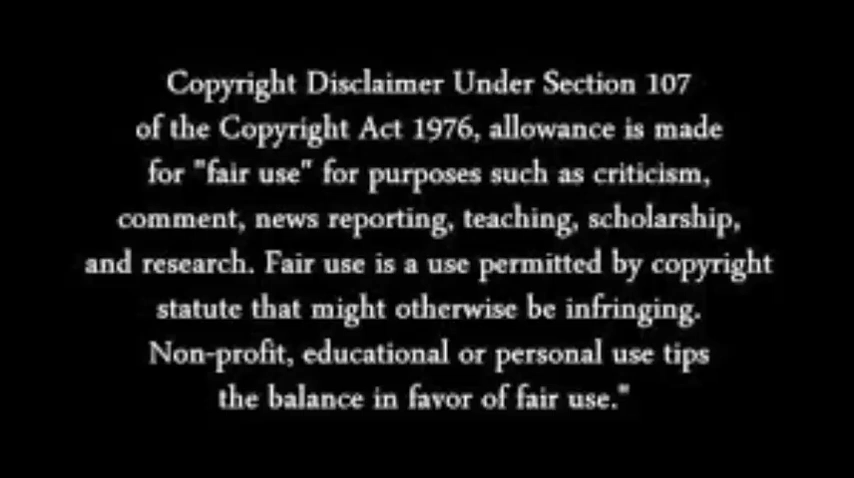 Copyright Disclaimer Under Section 107
of the Copyright Act 1976, allowance is made
for "fair use" for purposes such as criticism,
comment, news reporting, teaching, scholarship,
and research. Fair use is a use permitted by copyright
statute that might otherwise be infringing.
Non-profit, educational or personal use tips
the balance in favor of fair use."